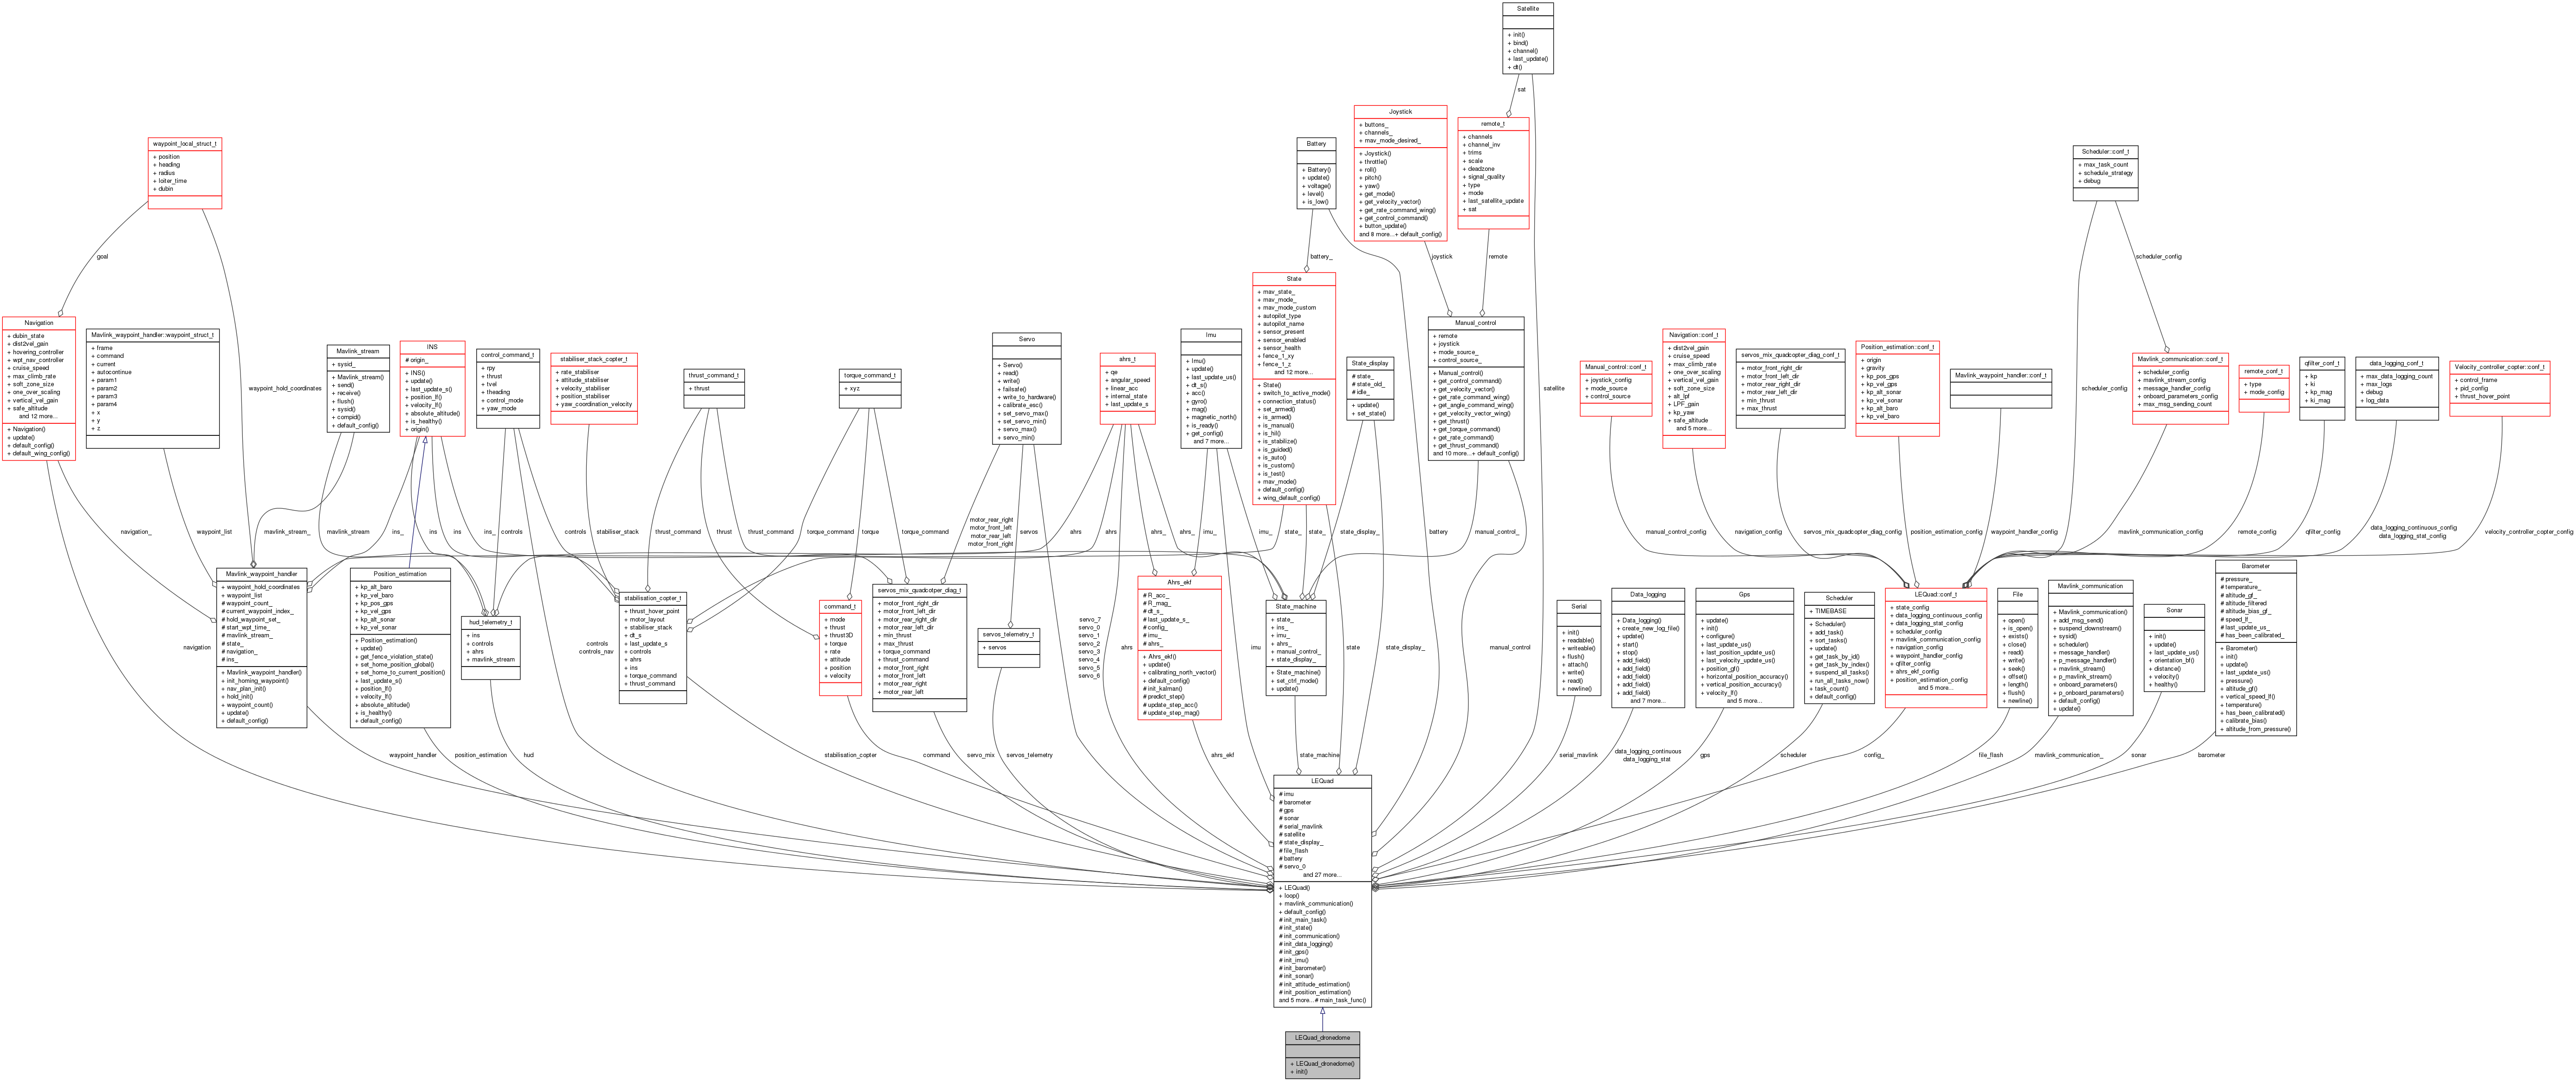 Satellite
+ init()
+ bind()
+ channel()
+ last_update()
+ dt()
sat
Joystick
+ buttons_
+ channels_
+ mav_mode_desired_
+ Joystick()
+ throttle()
+ roll()
+ pitch()
+ yaw()
+ get_mode()
+ get_velocity_vector()
+ get_rate_command_wing()
+ get_control_command()
+ button_update()
and 8 more...+ default_config()
remote_t
+ channels
+ channel_inv
+ trims
+ scale
+ deadzone
+ signal_quality
+ type
+ mode
+ last_satellite_update
+ sat
Battery
+ Battery()
+ update()
+ voltage()
+ level()
+ is_low()
waypoint_local_struct_t
+ position
+ heading
+ radius
+ loiter_time
+ dubin
Scheduler::conf_t
+ max_task_count
+ schedule_strategy
+ debug
goal
battery_
joystick
remote
scheduler_config
State
+ mav_state_
+ mav_mode_
+ mav_mode_custom
+ autopilot_type
+ autopilot_name
+ sensor_present
+ sensor_enabled
+ sensor_health
+ fence_1_xy
+ fence_1_z
and 12 more...
+ State()
+ switch_to_active_mode()
+ connection_status()
+ set_armed()
+ is_armed()
+ is_manual()
+ is_hil()
+ is_stabilize()
+ is_guided()
+ is_auto()
+ is_custom()
+ is_test()
+ mav_mode()
+ default_config()
+ wing_default_config()
Navigation
+ dubin_state
+ dist2vel_gain
+ hovering_controller
+ wpt_nav_controller
+ cruise_speed
+ max_climb_rate
+ soft_zone_size
+ one_over_scaling
+ vertical_vel_gain
+ safe_altitude
and 12 more...
+ Navigation()
+ update()
+ default_config()
+ default_wing_config()
Mavlink_waypoint_handler::waypoint_struct_t
+ frame
+ command
+ current
+ autocontinue
+ param1
+ param2
+ param3
+ param4
+ x
+ y
+ z
waypoint_hold_coordinates
Mavlink_stream
+ sysid_
+ Mavlink_stream()
+ send()
+ receive()
+ flush()
+ sysid()
+ compid()
+ default_config()
INS
# origin_
+ INS()
+ update()
+ last_update_s()
+ position_lf()
+ velocity_lf()
+ absolute_altitude()
+ is_healthy()
+ origin()
control_command_t
+ rpy
+ thrust
+ tvel
+ theading
+ control_mode
+ yaw_mode
stabiliser_stack_copter_t
+ rate_stabiliser
+ attitude_stabiliser
+ velocity_stabiliser
+ position_stabiliser
+ yaw_coordination_velocity
thrust_command_t
+ thrust
torque_command_t
+ xyz
Servo
+ Servo()
+ read()
+ write()
+ failsafe()
+ write_to_hardware()
+ calibrate_esc()
+ set_servo_max()
+ set_servo_min()
+ servo_max()
+ servo_min()
ahrs_t
+ qe
+ angular_speed
+ linear_acc
+ internal_state
+ last_update_s
Imu
+ Imu()
+ update()
+ last_update_us()
+ dt_s()
+ acc()
+ gyro()
+ mag()
+ magnetic_north()
+ is_ready()
+ get_config()
and 7 more...
State_display
# state_
# state_old_
# idle_
+ update()
+ set_state()
Manual_control
+ remote
+ joystick
+ mode_source_
+ control_source_
+ Manual_control()
+ get_control_command()
+ get_velocity_vector()
+ get_rate_command_wing()
+ get_angle_command_wing()
+ get_velocity_vector_wing()
+ get_thrust()
+ get_torque_command()
+ get_rate_command()
+ get_thrust_command()
and 10 more...+ default_config()
satellite
Manual_control::conf_t
+ joystick_config
+ mode_source
+ control_source
Navigation::conf_t
+ dist2vel_gain
+ cruise_speed
+ max_climb_rate
+ one_over_scaling
+ vertical_vel_gain
+ soft_zone_size
+ alt_lpf
+ LPF_gain
+ kp_yaw
+ safe_altitude
and 5 more...
servos_mix_quadcopter_diag_conf_t
+ motor_front_right_dir
+ motor_front_left_dir
+ motor_rear_right_dir
+ motor_rear_left_dir
+ min_thrust
+ max_thrust
Position_estimation::conf_t
+ origin
+ gravity
+ kp_pos_gps
+ kp_vel_gps
+ kp_alt_sonar
+ kp_vel_sonar
+ kp_alt_baro
+ kp_vel_baro
Mavlink_waypoint_handler::conf_t
scheduler_config
Mavlink_communication::conf_t
+ scheduler_config
+ mavlink_stream_config
+ message_handler_config
+ onboard_parameters_config
+ max_msg_sending_count
remote_conf_t
+ type
+ mode_config
qfilter_conf_t
+ kp
+ ki
+ kp_mag
+ ki_mag
data_logging_conf_t
+ max_data_logging_count
+ max_logs
+ debug
+ log_data
Velocity_controller_copter::conf_t
+ control_frame
+ pid_config
+ thrust_hover_point
navigation_
waypoint_list
mavlink_stream_
mavlink_stream
ins_
ins
ins
ins_
controls
controls
stabiliser_stack
thrust_command
thrust
thrust_command
torque_command
torque
torque_command
motor_rear_right
motor_front_left
motor_rear_left
motor_front_right
servos
ahrs
ahrs
ahrs_
ahrs_
imu_
imu_
state_
state_
state_display_
battery
manual_control_
manual_control_config
navigation_config
servos_mix_quadcopter_diag_config
position_estimation_config
waypoint_handler_config
mavlink_communication_config
remote_config
qfilter_config
data_logging_continuous_config
data_logging_stat_config
velocity_controller_copter_config
Mavlink_waypoint_handler
+ waypoint_hold_coordinates
+ waypoint_list
# waypoint_count_
# current_waypoint_index_
# hold_waypoint_set_
# start_wpt_time_
# mavlink_stream_
# state_
# navigation_
# ins_
+ Mavlink_waypoint_handler()
+ init_homing_waypoint()
+ nav_plan_init()
+ hold_init()
+ waypoint_count()
+ update()
+ default_config()
Position_estimation
+ kp_alt_baro
+ kp_vel_baro
+ kp_pos_gps
+ kp_vel_gps
+ kp_alt_sonar
+ kp_vel_sonar
+ Position_estimation()
+ update()
+ get_fence_violation_state()
+ set_home_position_global()
+ set_home_to_current_position()
+ last_update_s()
+ position_lf()
+ velocity_lf()
+ absolute_altitude()
+ is_healthy()
+ default_config()
hud_telemetry_t
+ ins
+ controls
+ ahrs
+ mavlink_stream
controls
controls_nav
stabilisation_copter_t
+ thrust_hover_point
+ motor_layout
+ stabiliser_stack
+ dt_s
+ last_update_s
+ controls
+ ahrs
+ ins
+ torque_command
+ thrust_command
command_t
+ mode
+ thrust
+ thrust3D
+ torque
+ rate
+ attitude
+ position
+ velocity
servos_mix_quadcotper_diag_t
+ motor_front_right_dir
+ motor_front_left_dir
+ motor_rear_right_dir
+ motor_rear_left_dir
+ min_thrust
+ max_thrust
+ torque_command
+ thrust_command
+ motor_front_right
+ motor_front_left
+ motor_rear_right
+ motor_rear_left
servos_telemetry_t
+ servos
servo_7
servo_0
servo_1
servo_2
servo_3
servo_4
servo_5
servo_6
ahrs
Ahrs_ekf
# R_acc_
# R_mag_
# dt_s_
# last_update_s_
# config_
# imu_
# ahrs_
+ Ahrs_ekf()
+ update()
+ calibrating_north_vector()
+ default_config()
# init_kalman()
# predict_step()
# update_step_acc()
# update_step_mag()
imu
State_machine
+ state_
+ ins_
+ imu_
+ ahrs_
+ manual_control_
+ state_display_
+ State_machine()
+ set_ctrl_mode()
+ update()
state
state_display_
manual_control
Serial
+ init()
+ readable()
+ writeable()
+ flush()
+ attach()
+ write()
+ read()
+ newline()
Data_logging
+ Data_logging()
+ create_new_log_file()
+ update()
+ start()
+ stop()
+ add_field()
+ add_field()
+ add_field()
+ add_field()
+ add_field()
and 7 more...
Gps
+ update()
+ init()
+ configure()
+ last_update_us()
+ last_position_update_us()
+ last_velocity_update_us()
+ position_gf()
+ horizontal_position_accuracy()
+ vertical_position_accuracy()
+ velocity_lf()
and 5 more...
Scheduler
+ TIMEBASE
+ Scheduler()
+ add_task()
+ sort_tasks()
+ update()
+ get_task_by_id()
+ get_task_by_index()
+ suspend_all_tasks()
+ run_all_tasks_now()
+ task_count()
+ default_config()
LEQuad::conf_t
+ state_config
+ data_logging_continuous_config
+ data_logging_stat_config
+ scheduler_config
+ mavlink_communication_config
+ navigation_config
+ waypoint_handler_config
+ qfilter_config
+ ahrs_ekf_config
+ position_estimation_config
and 5 more...
File
+ open()
+ is_open()
+ exists()
+ close()
+ read()
+ write()
+ seek()
+ offset()
+ length()
+ flush()
+ newline()
Mavlink_communication
+ Mavlink_communication()
+ add_msg_send()
+ suspend_downstream()
+ sysid()
+ scheduler()
+ message_handler()
+ p_message_handler()
+ mavlink_stream()
+ p_mavlink_stream()
+ onboard_parameters()
+ p_onboard_parameters()
+ default_config()
+ update()
Sonar
+ init()
+ update()
+ last_update_us()
+ orientation_bf()
+ distance()
+ velocity()
+ healthy()
Barometer
# pressure_
# temperature_
# altitude_gf_
# altitude_filtered
# altitude_bias_gf_
# speed_lf_
# last_update_us_
# has_been_calibrated_
+ Barometer()
+ init()
+ update()
+ last_update_us()
+ pressure()
+ altitude_gf()
+ vertical_speed_lf()
+ temperature()
+ has_been_calibrated()
+ calibrate_bias()
+ altitude_from_pressure()
navigation
waypoint_handler
position_estimation
hud
stabilisation_copter
command
servo_mix
servos_telemetry
ahrs_ekf
state_machine
serial_mavlink
data_logging_continuous
data_logging_stat
gps
scheduler
config_
file_flash
mavlink_communication_
sonar
barometer
LEQuad
# imu
# barometer
# gps
# sonar
# serial_mavlink
# satellite
# state_display_
# file_flash
# battery
# servo_0
and 27 more...
+ LEQuad()
+ loop()
+ mavlink_communication()
+ default_config()
# init_main_task()
# init_state()
# init_communication()
# init_data_logging()
# init_gps()
# init_imu()
# init_barometer()
# init_sonar()
# init_attitude_estimation()
# init_position_estimation()
and 5 more...# main_task_func()
LEQuad_dronedome
+ LEQuad_dronedome()
+ init()